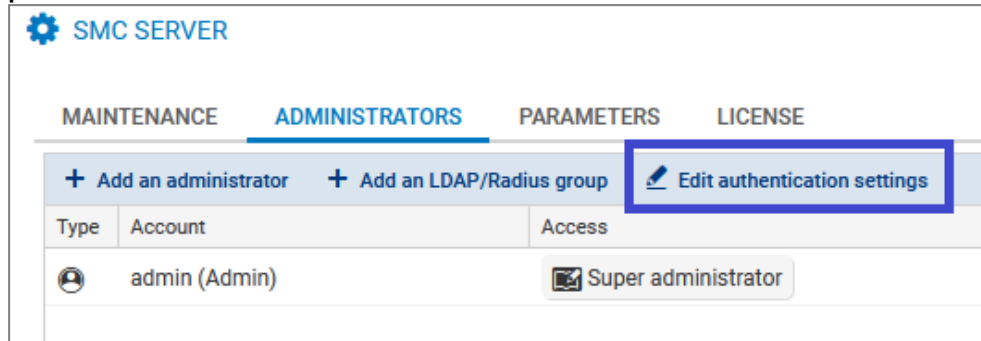 SMC SERVER
MAINTENANCE ADMINISTRATORS PARAMETERS LICENSE
+ Add an administrator + Add an LDAP/Radius group Edit authentication settings
Type Account Access
admin (Admin) Super administrator